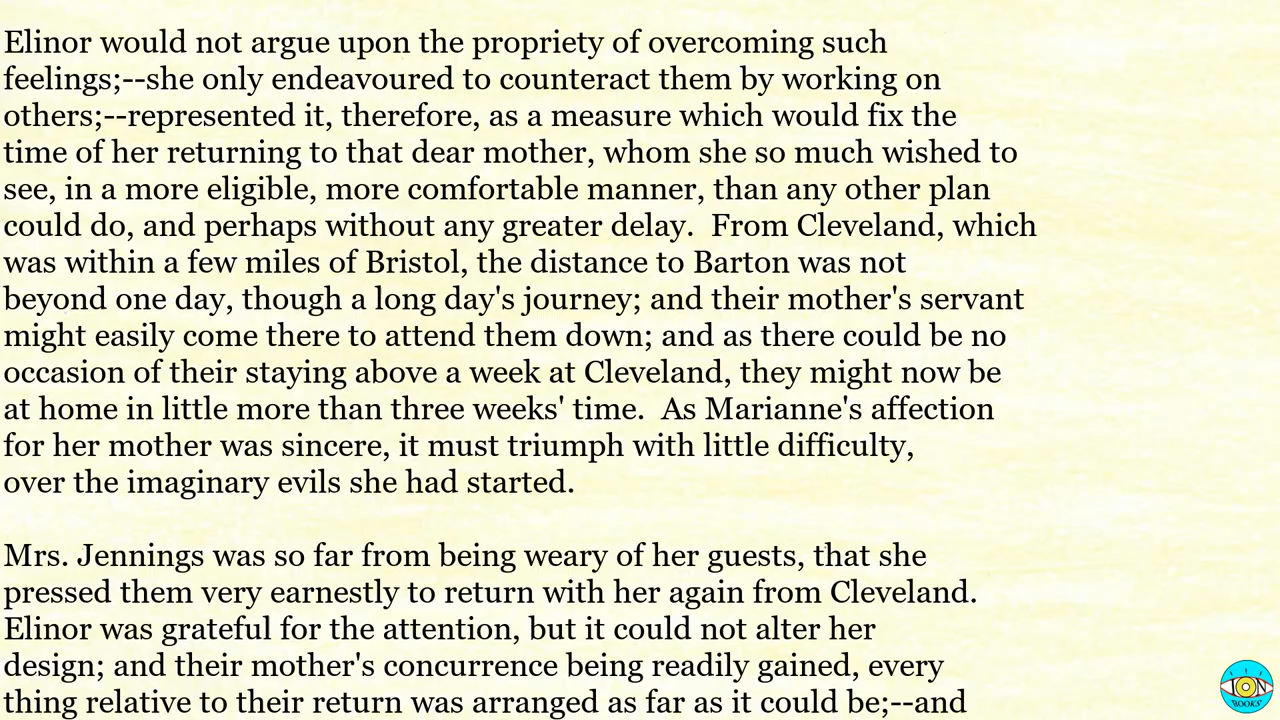 Elinor would not argue upon the propriety of overcoming such
feelings;--she only endeavoured to counteract them by working on
others;--represented it, therefore, as a measure which would fix the
time of her returning to that dear mother, whom she so much wished to
see, in a more eligible, more comfortable manner, than any other plan
could do, and perhaps without any greater delay.  From Cleveland, which
was within a few miles of Bristol, the distance to Barton was not
beyond one day, though a long day's journey; and their mother's servant
might easily come there to attend them down; and as there could be no
occasion of their staying above a week at Cleveland, they might now be
at home in little more than three weeks' time.  As Marianne's affection
for her mother was sincere, it must triumph with little difficulty,
over the imaginary evils she had started.

Mrs. Jennings was so far from being weary of her guests, that she
pressed them very earnestly to return with her again from Cleveland.
Elinor was grateful for the attention, but it could not alter her
design; and their mother's concurrence being readily gained, every
thing relative to their return was arranged as far as it could be;--and
ION
BOOKS